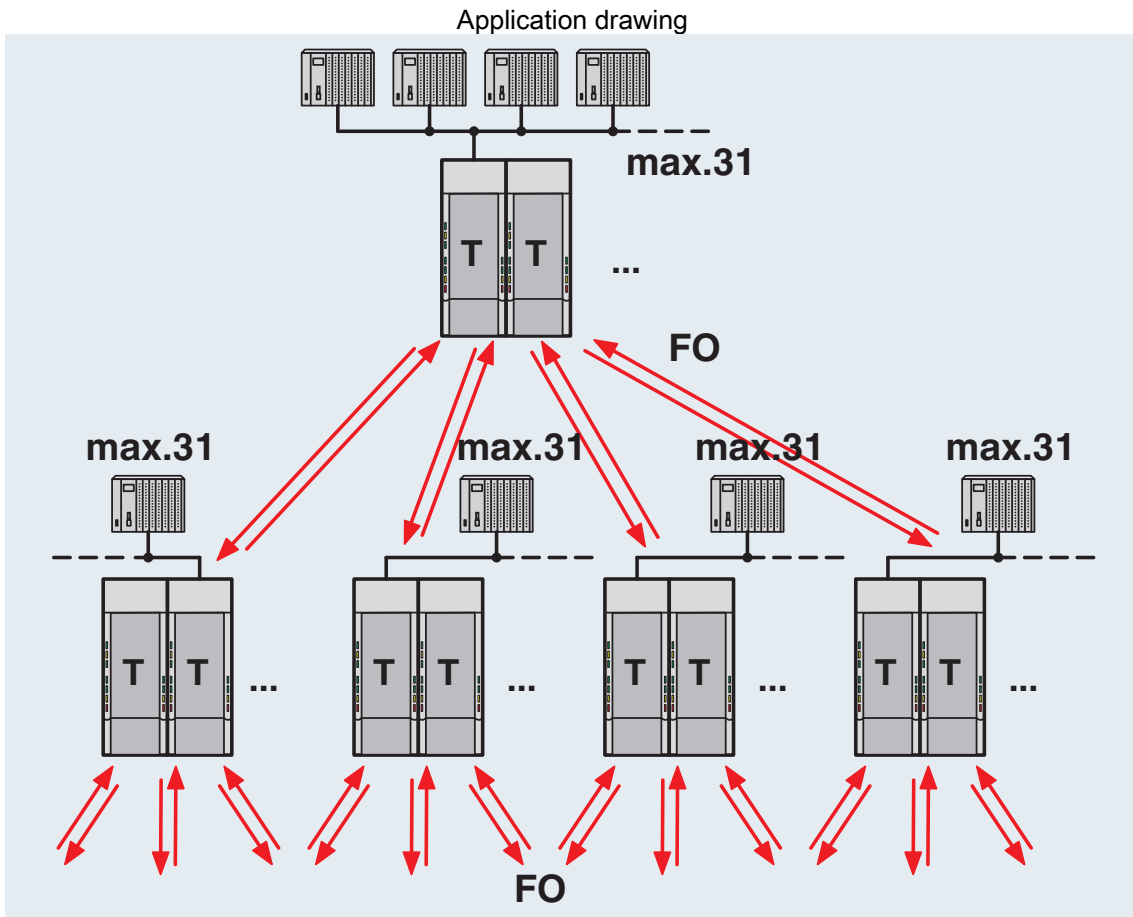 Application drawing
max.31
T T ...
FO
max.31 max.31 max.31 max.31
T T ... T T ... T T ... T T ...
FO